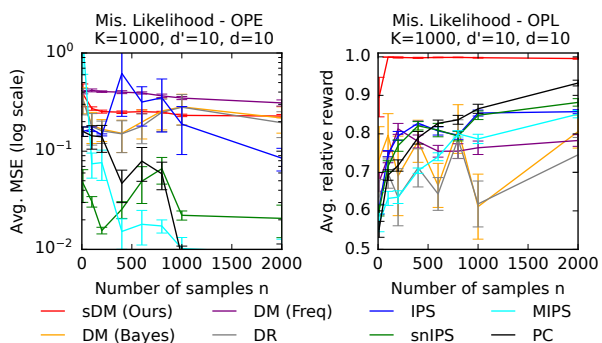 Mis. Likelihood - OPE
K=1000, d'=10, d=10
Mis. Likelihood - OPL
K=1000, d'=10, d=10
Avg. MSE (log scale)
10^0
10^-1
10^-2
0 500 1000 1500 2000
Number of samples n
Avg. relative reward
1.0
0.9
0.8
0.7
0.6
0.5
0 500 1000 1500 2000
Number of samples n
sDM (Ours)
DM (Bayes)
DM (Freq)
DR
IPS
snIPS
MIPS
PC